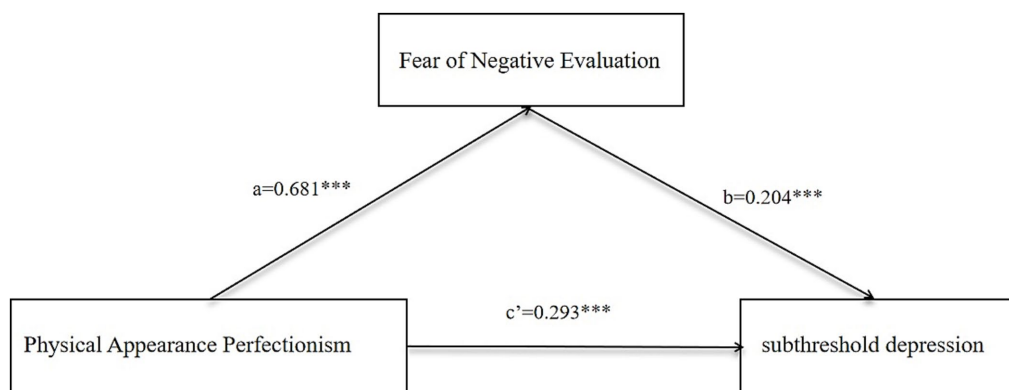 Fear of Negative Evaluation
a=0.681***
b=0.204***
c’=0.293***
Physical Appearance Perfectionism
subthreshold depression